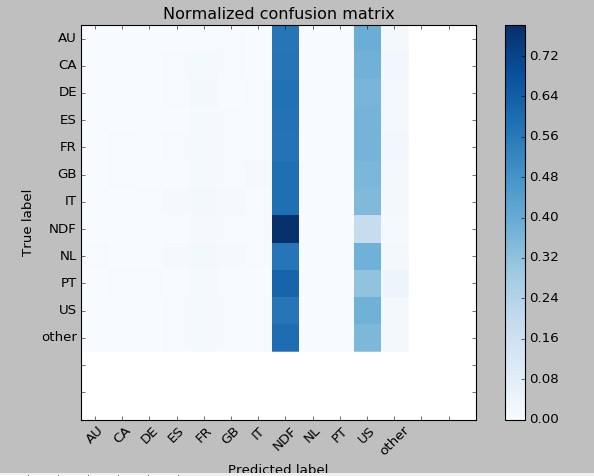 Normalized confusion matrix
AU
CA
DE
ES
FR
GB
IT
NDF
NL
PT
US
other
True label
AU CA DE ES FR GB IT NDF NL PT US other
Predicted label
0.72
0.64
0.56
0.48
0.40
0.32
0.24
0.16
0.08
0.00